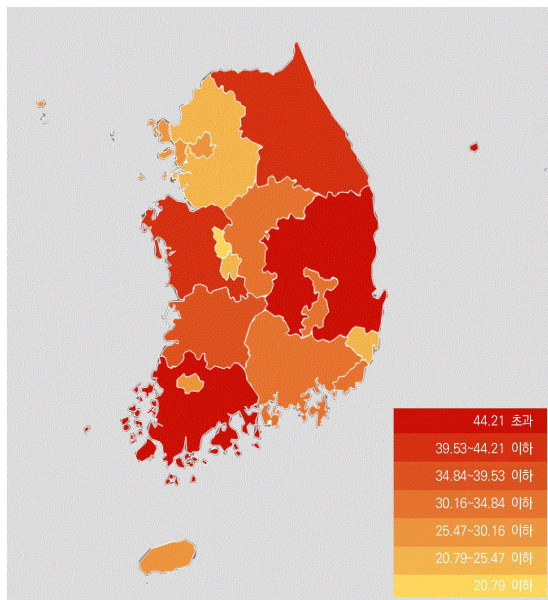 44.21 초과
39.53~44.21 이하
34.84~39.53 이하
30.16~34.84 이하
25.47~30.16 이하
20.79~25.47 이하
20.79 이하